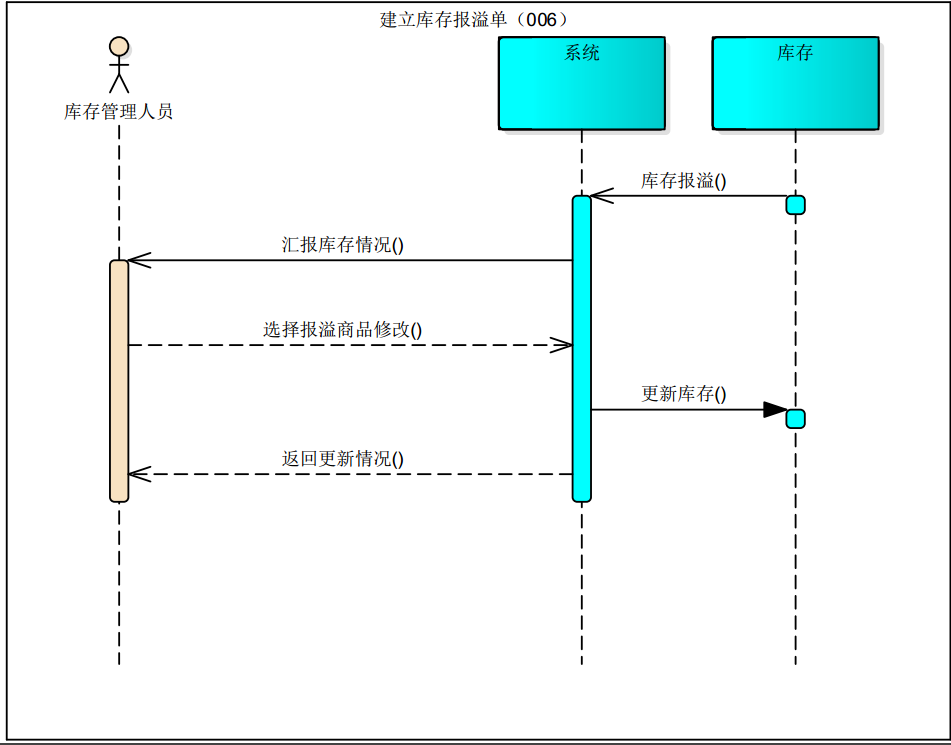 建立库存报溢单（006）
系统
库存
库存管理人员
库存报溢()
汇报库存情况()
选择报溢商品修改()
更新库存()
返回更新情况()